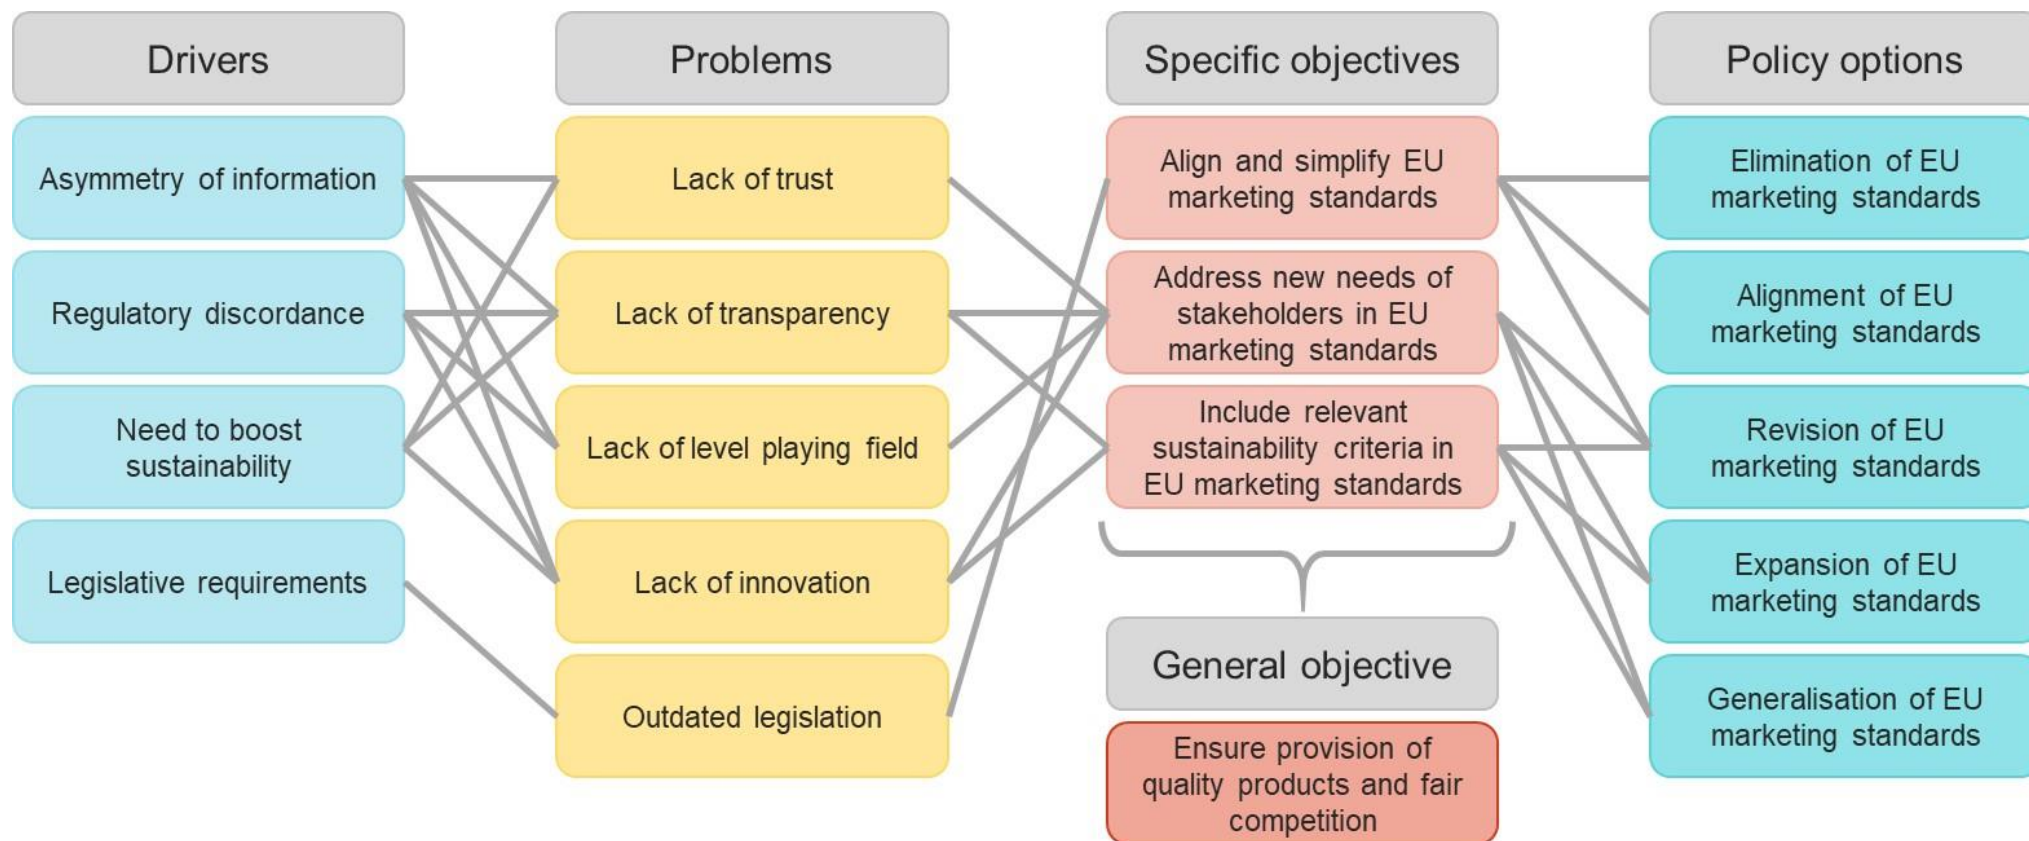 Drivers
Asymmetry of information
Regulatory discordance
Need to boost
sustainability
Legislative requirements
Problems
Lack of trust
Lack of transparency
Lack of level playing field
Lack of innovation
Outdated legislation
Specific objectives
Align and simplify EU
marketing standards
Address new needs of
stakeholders in EU
marketing standards
Include relevant
sustainability criteria in
EU marketing standards
General objective
Ensure provision of
quality products and fair
competition
Policy options
Elimination of EU
marketing standards
Alignment of EU
marketing standards
Revision of EU
marketing standards
Expansion of EU
marketing standards
Generalisation of EU
marketing standards